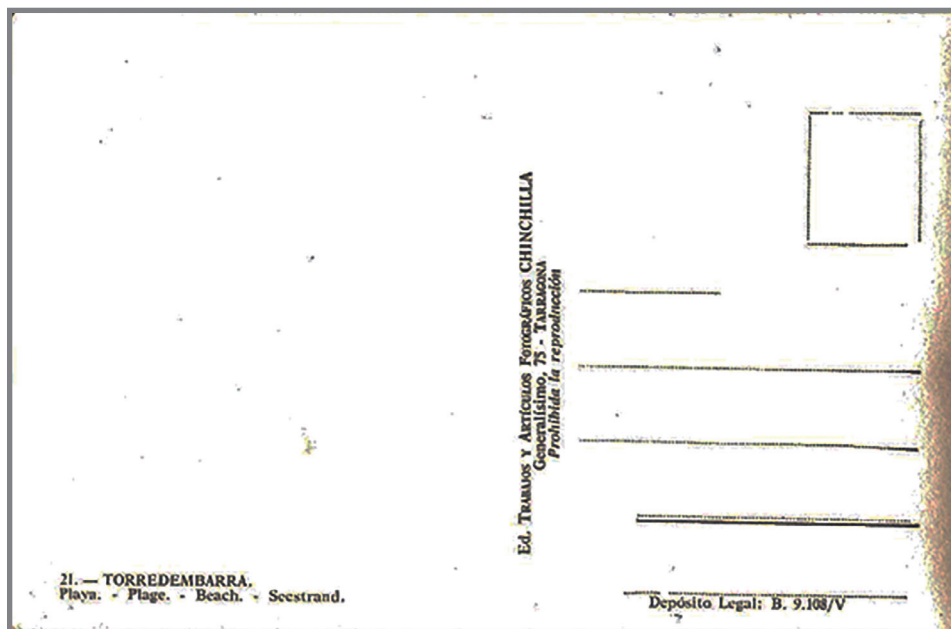 21. — TORREDEMBARRA.
Playa. - Plage. - Beach. - Seestrand.
Ed. TRABAJOS Y ARTÍCULOS FOTOGRÁFICOS CHINCHILLA
Generalísimo, 75 - TARRAGONA
Prohibida la reproducción
Depósito Legal: B. 9.108/V